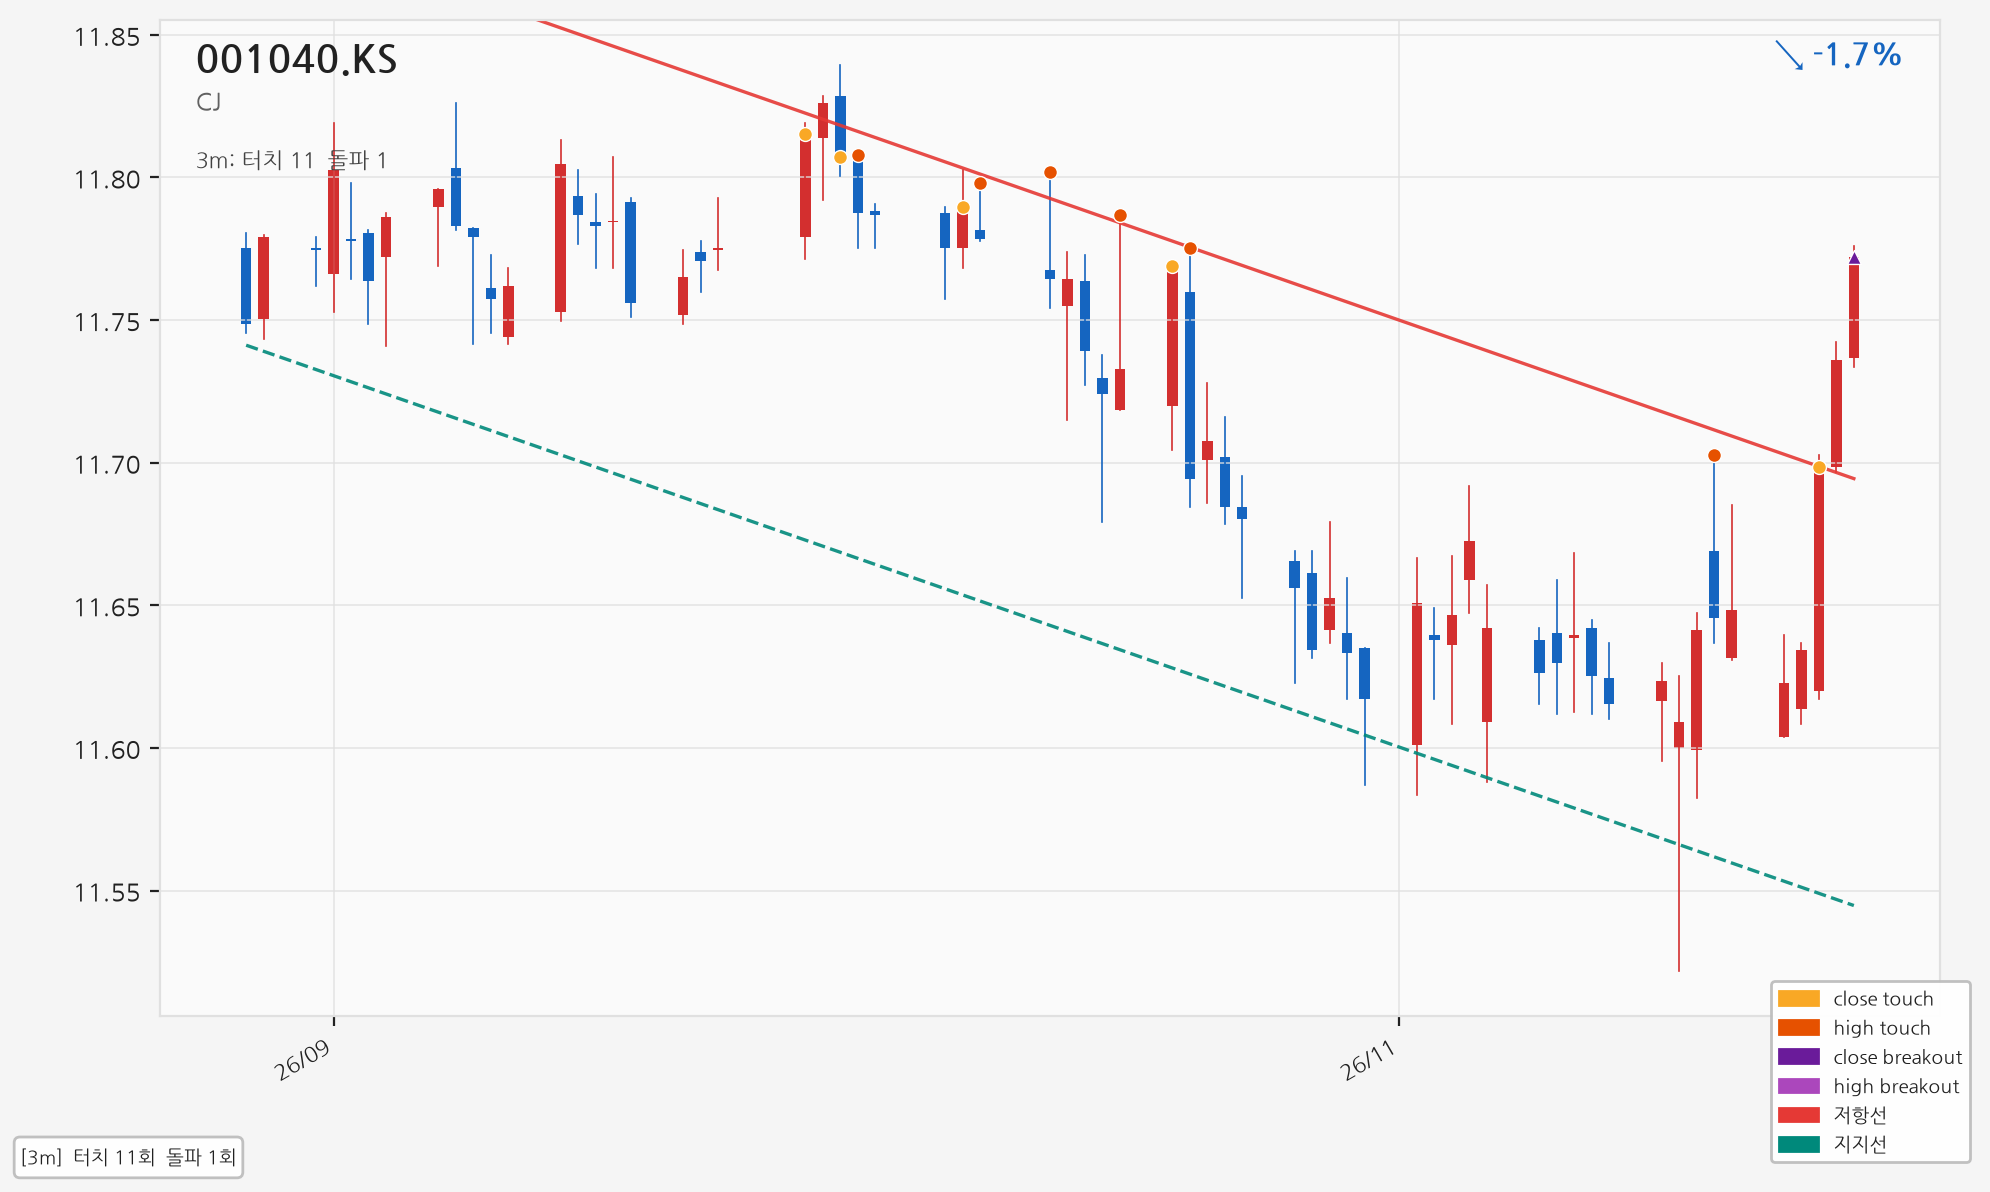 001040.KS
CJ
3m: 터치 11  돌파 1
-1.7%
11.85
11.80
11.75
11.70
11.65
11.60
11.55
26/09
26/11
close touch
high touch
close breakout
high breakout
저항선
지지선
[3m]  터치 11회  돌파 1회